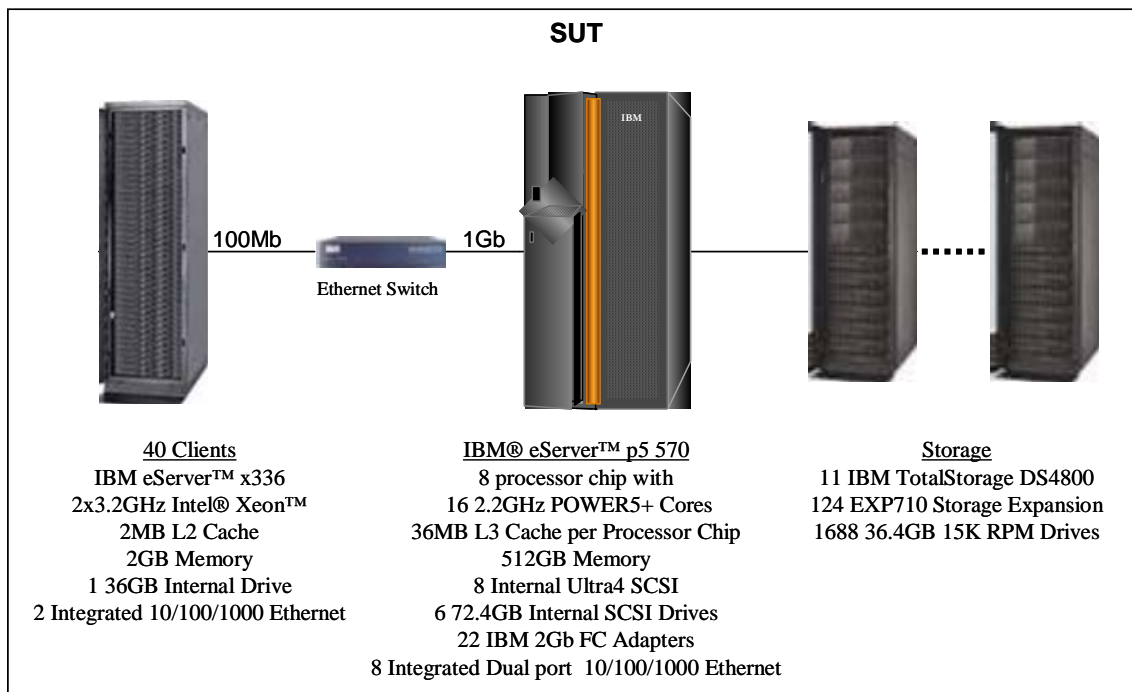 SUT
IBM
100Mb
1Gb
Ethernet Switch
40 Clients
IBM eServer™ x336
2x3.2GHz Intel® Xeon™
2MB L2 Cache
2GB Memory
1 36GB Internal Drive
2 Integrated 10/100/1000 Ethernet
IBM® eServer™ p5 570
8 processor chip with
16 2.2GHz POWER5+ Cores
36MB L3 Cache per Processor Chip
512GB Memory
8 Internal Ultra4 SCSI
6 72.4GB Internal SCSI Drives
22 IBM 2Gb FC Adapters
8 Integrated Dual port 10/100/1000 Ethernet
Storage
11 IBM TotalStorage DS4800
124 EXP710 Storage Expansion
1688 36.4GB 15K RPM Drives